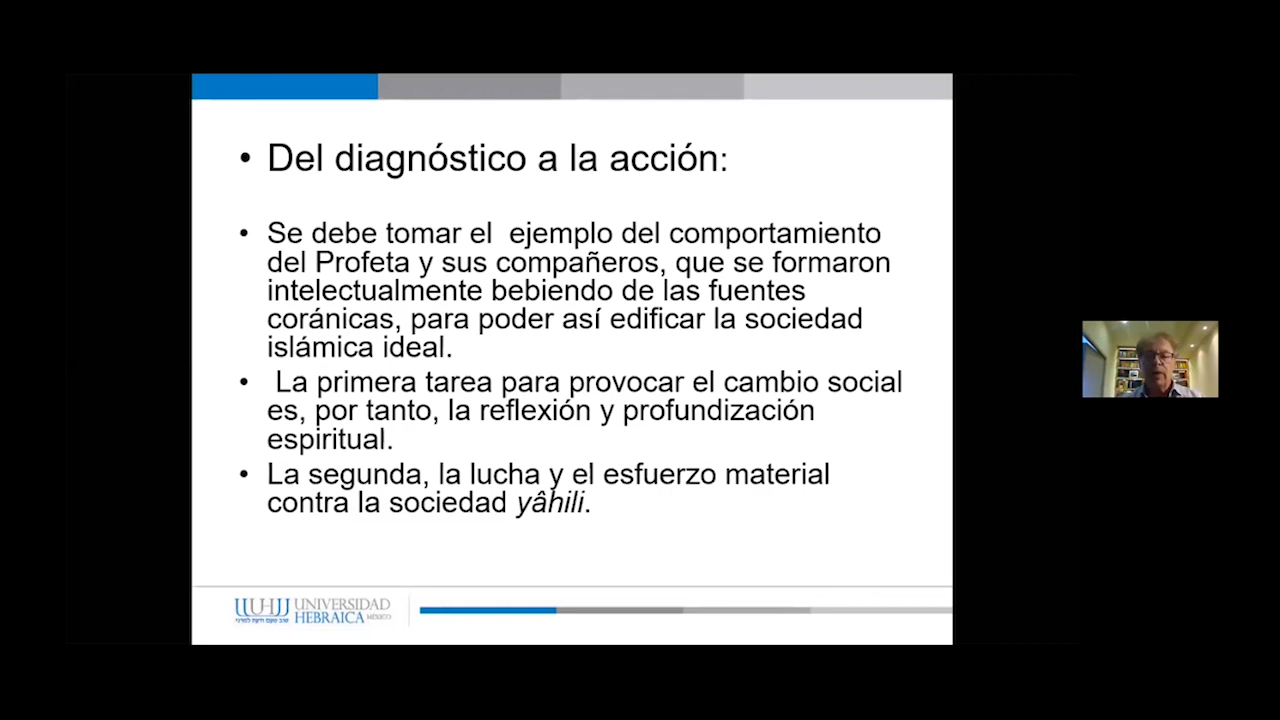 • Del diagnóstico a la acción:
• Se debe tomar el  ejemplo del comportamiento
del Profeta y sus compañeros, que se formaron
intelectualmente bebiendo de las fuentes
coránicas, para poder así edificar la sociedad
islámica ideal.
•  La primera tarea para provocar el cambio social
es, por tanto, la reflexión y profundización
espiritual.
• La segunda, la lucha y el esfuerzo material
contra la sociedad yâhili.
UNIVERSIDAD
HEBRAICA MÉXICO